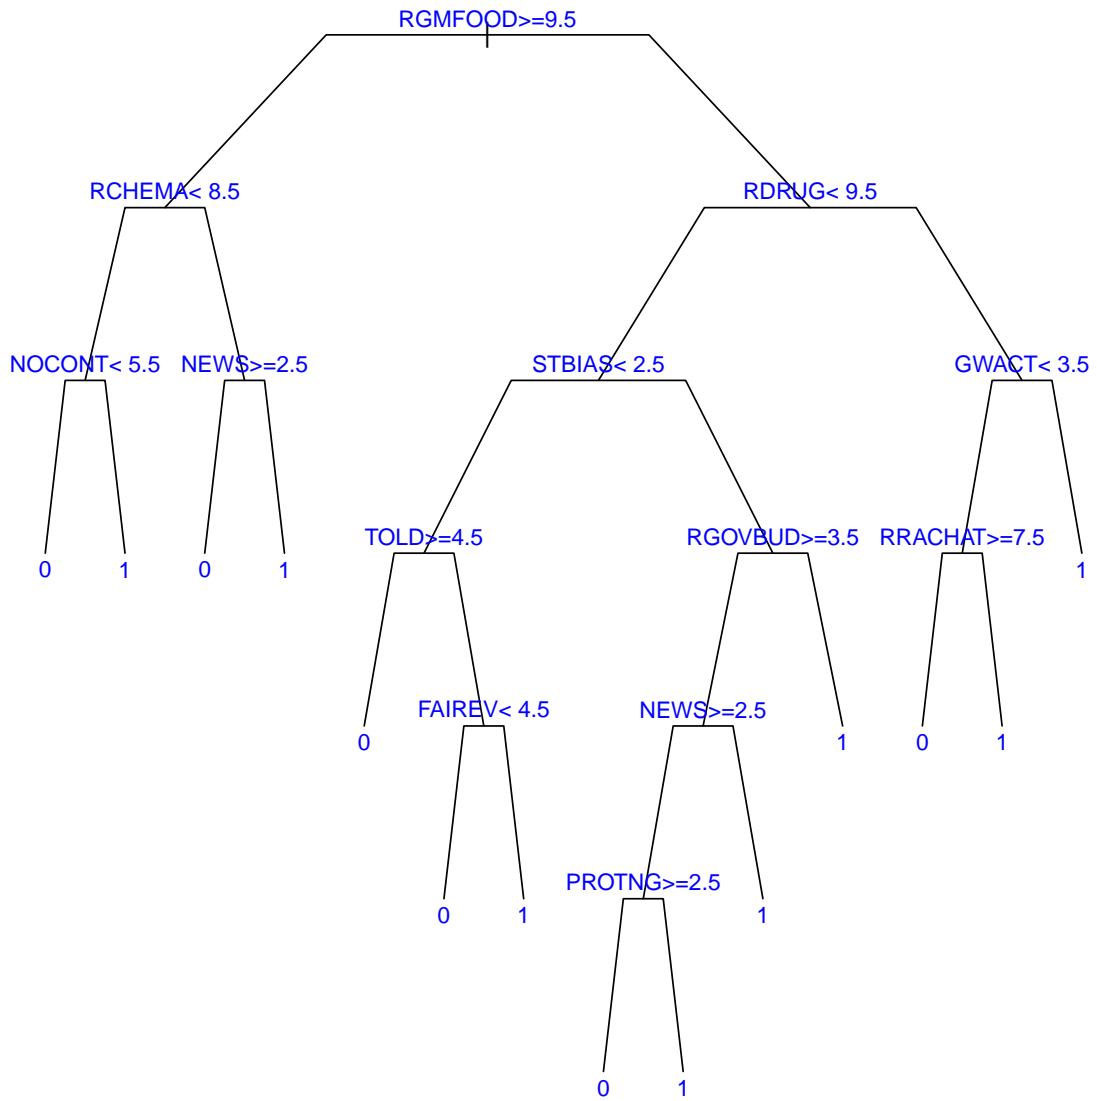 RGMFOOD>=9.5
RCHEMA< 8.5
RDRUG< 9.5
NOCONT< 5.5
NEWS>=2.5
STBIAS< 2.5
GWACT< 3.5
TOLD>=4.5
RGOVBUD>=3.5
RRACHAT>=7.5
0
1
0
1
1
FAIREV< 4.5
NEWS>=2.5
0
1
0
1
PROTNG>=2.5
0
1
1
0
1